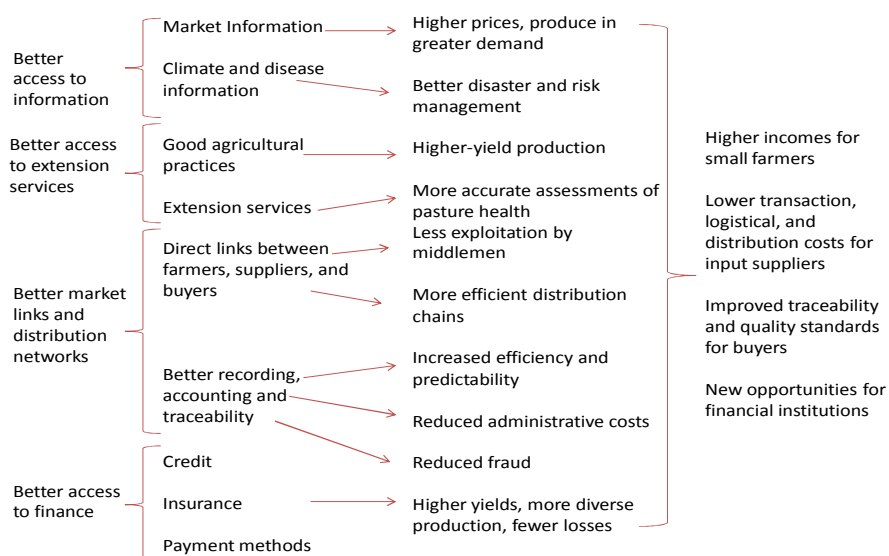 Better
access to
information
Better access
to extension
services
Better market
links and
distribution
networks
Better access
to finance
Market Information
Climate and disease
information
Good agricultural
practices
Extension services
Direct links between
farmers, suppliers, and
buyers
Better recording,
accounting and
traceability
Credit
Insurance
Payment methods
Higher prices, produce in
greater demand
Better disaster and risk
management
Higher-yield production
More accurate assessments of
pasture health
Less exploitation by
middlemen
More efficient distribution
chains
Increased efficiency and
predictability
Reduced administrative costs
Reduced fraud
Higher yields, more diverse
production, fewer losses
Higher incomes for
small farmers
Lower transaction,
logistical, and
distribution costs for
input suppliers
Improved traceability
and quality standards
for buyers
New opportunities for
financial institutions